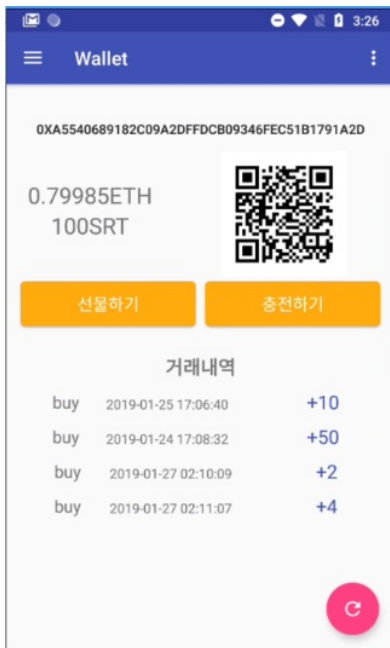 3:26
Wallet
0XA5540689182C09A2DFFDCB09346FEC51B1791A2D
0.79985ETH
100SRT
선물하기 충전하기
거래내역
buy 2019-01-25 17:06:40 +10
buy 2019-01-24 17:08:32 +50
buy 2019-01-27 02:10:09 +2
buy 2019-01-27 02:11:07 +4